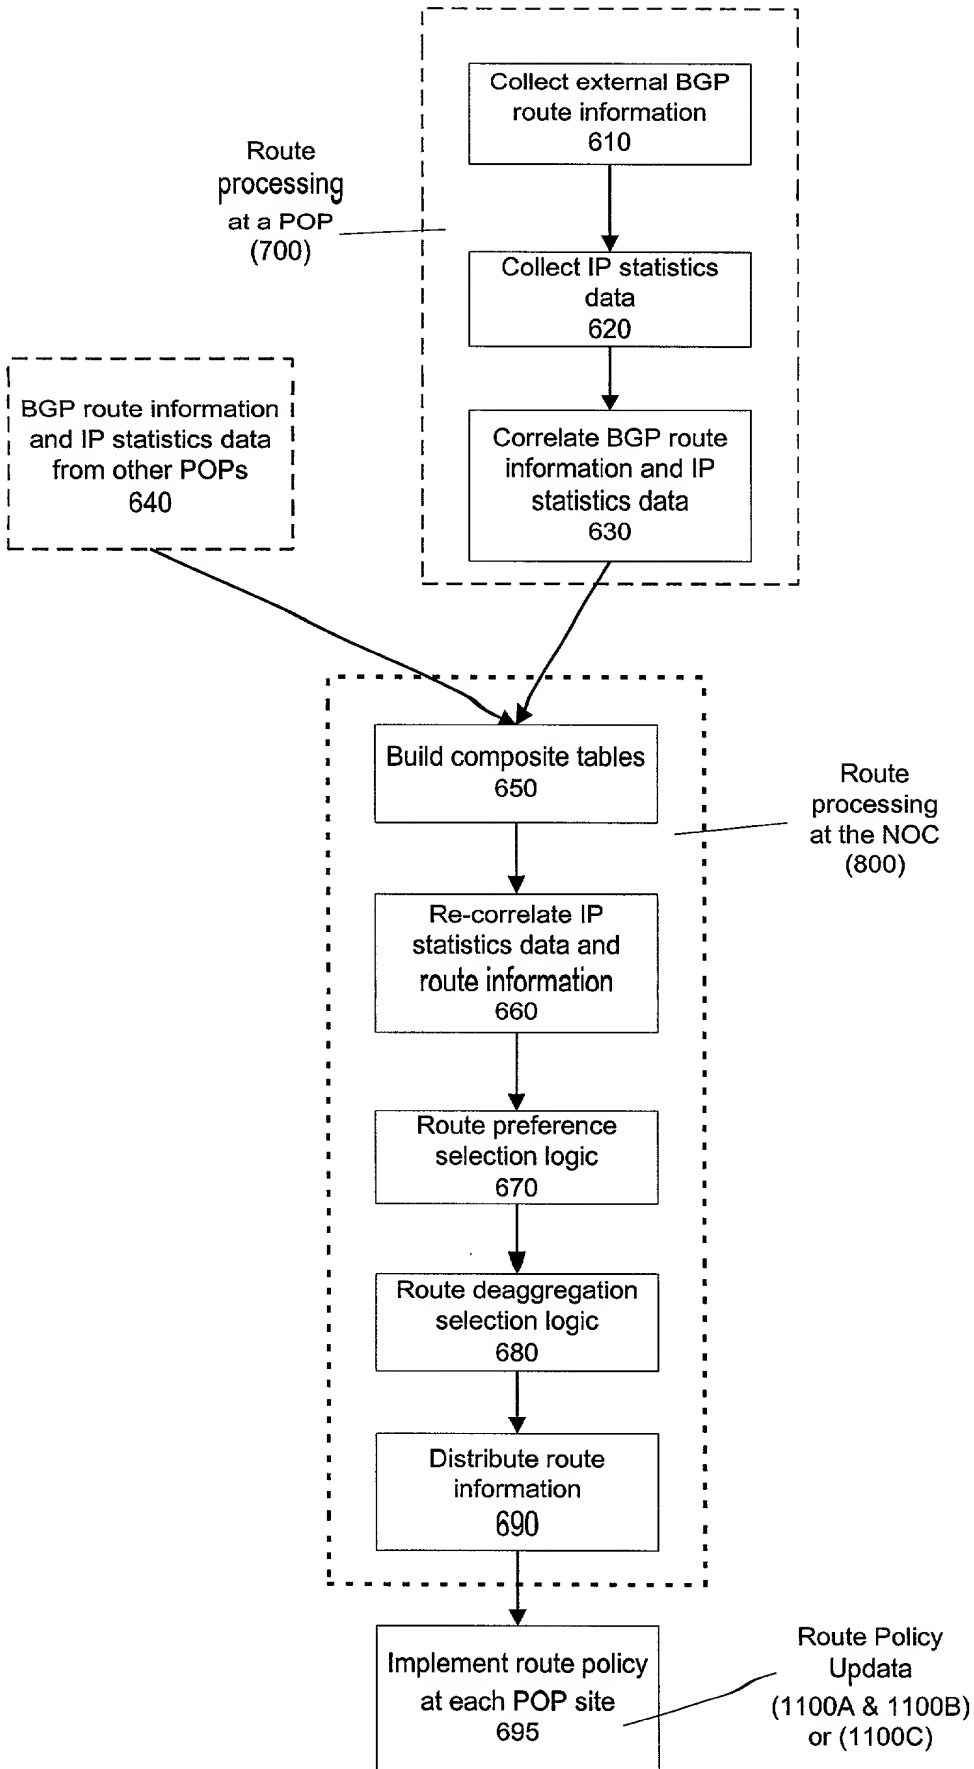 Collect external BGP
route information
610
Route
processing
at a POP
(700)
Collect IP statistics
data
620
BGP route information
and IP statistics data
from other POPs
640
Correlate BGP route
information and IP
statistics data
630
Build composite tables
650
Route
processing
at the NOC
(800)
Re-correlate IP
statistics data and
route information
660
Route preference
selection logic
670
Route deaggregation
selection logic
680
Distribute route
information
690
Implement route policy
at each POP site
695
Route Policy
Updata
(1100A & 1100B)
or (1100C)